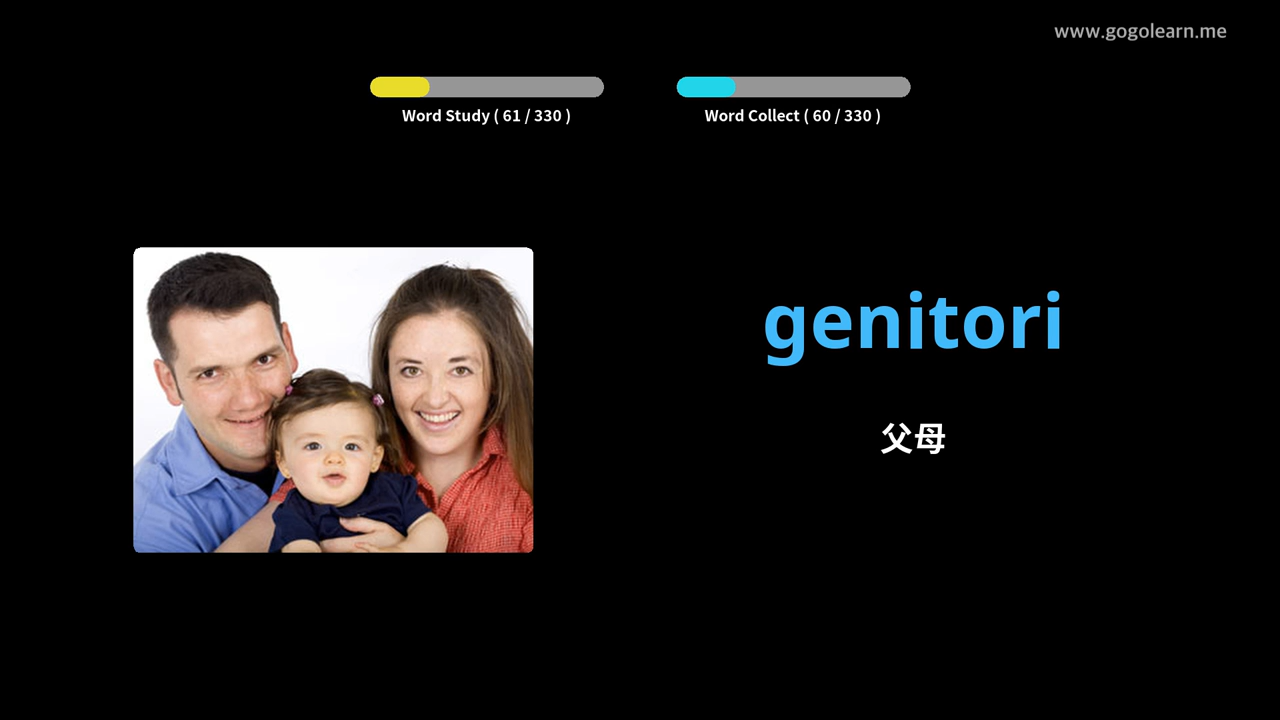 www.gogolearn.me
Word Study ( 61 / 330 )
Word Collect ( 60 / 330 )
genitori
父母